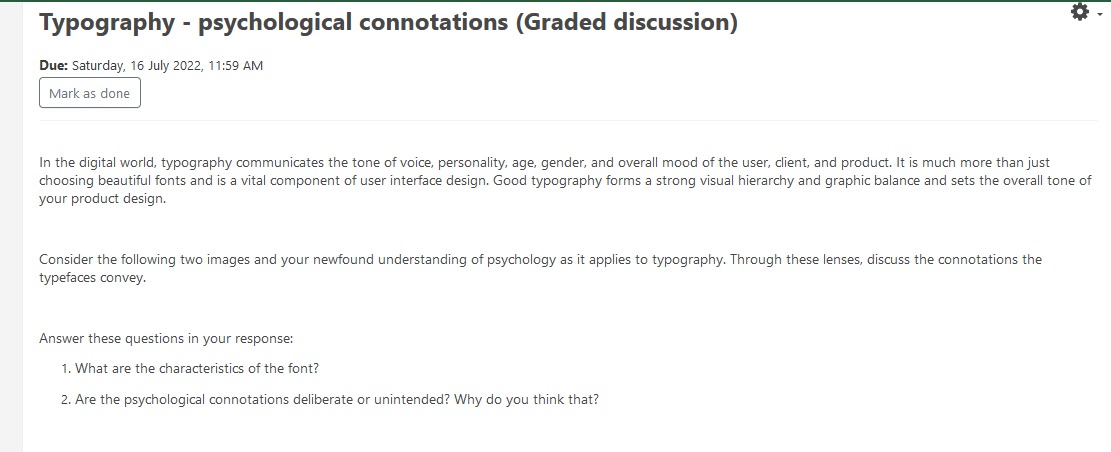 Typography - psychological connotations (Graded discussion)
Due: Saturday, 16 July 2022, 11:59 AM
Mark as done
In the digital world, typography communicates the tone of voice, personality, age, gender, and overall mood of the user, client, and product. It is much more than just
choosing beautiful fonts and is a vital component of user interface design. Good typography forms a strong visual hierarchy and graphic balance and sets the overall tone of
your product design.
Consider the following two images and your newfound understanding of psychology as it applies to typography. Through these lenses, discuss the connotations the
typefaces convey.
Answer these questions in your response:
1. What are the characteristics of the font?
2. Are the psychological connotations deliberate or unintended? Why do you think that?